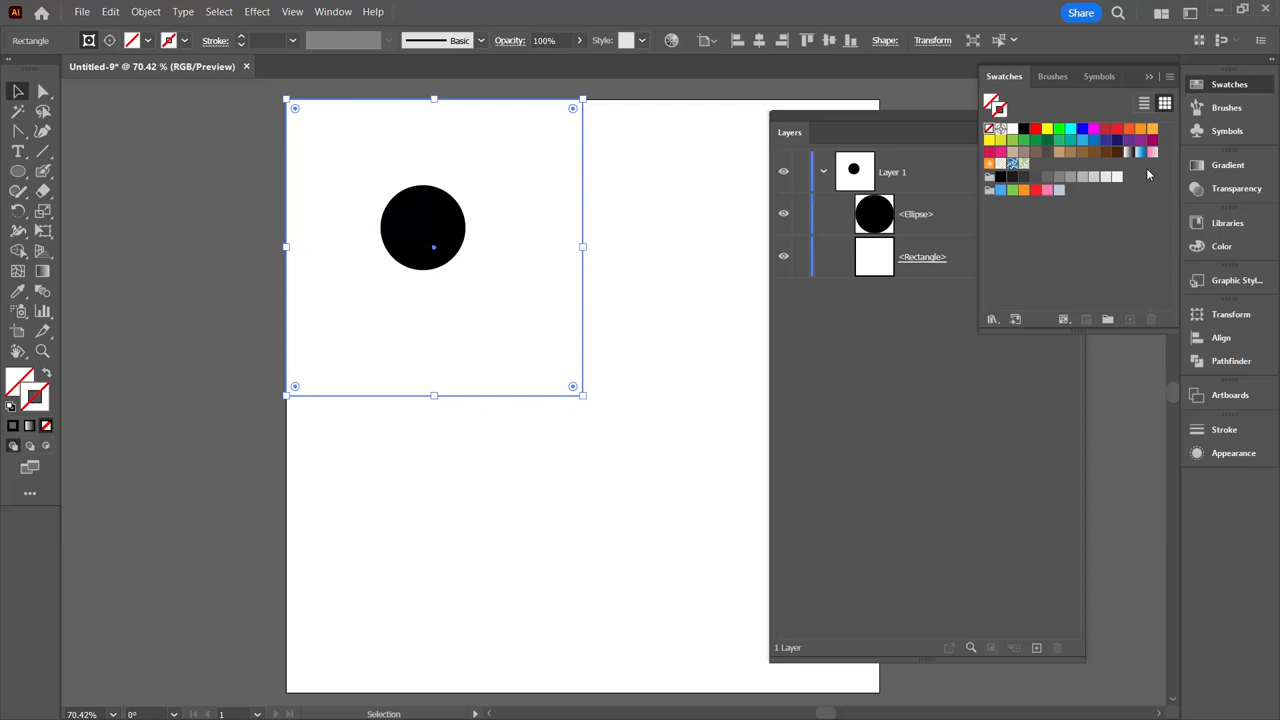 Ai File Edit Object Type Select Effect View Window Help Share
Rectangle Stroke: Basic Opacity: 100% Style: Shape: Transform
Untitled-9* @ 70.42 % (RGB/Preview) ×
Swatches Brushes Symbols
Layers
Layer 1
<Ellipse>
<Rectangle>
1 Layer
Swatches
Brushes
Symbols
Gradient
Transparency
Libraries
Color
Graphic Styl...
Transform
Align
Pathfinder
Artboards
Stroke
Appearance
70.42% 0° 1 Selection